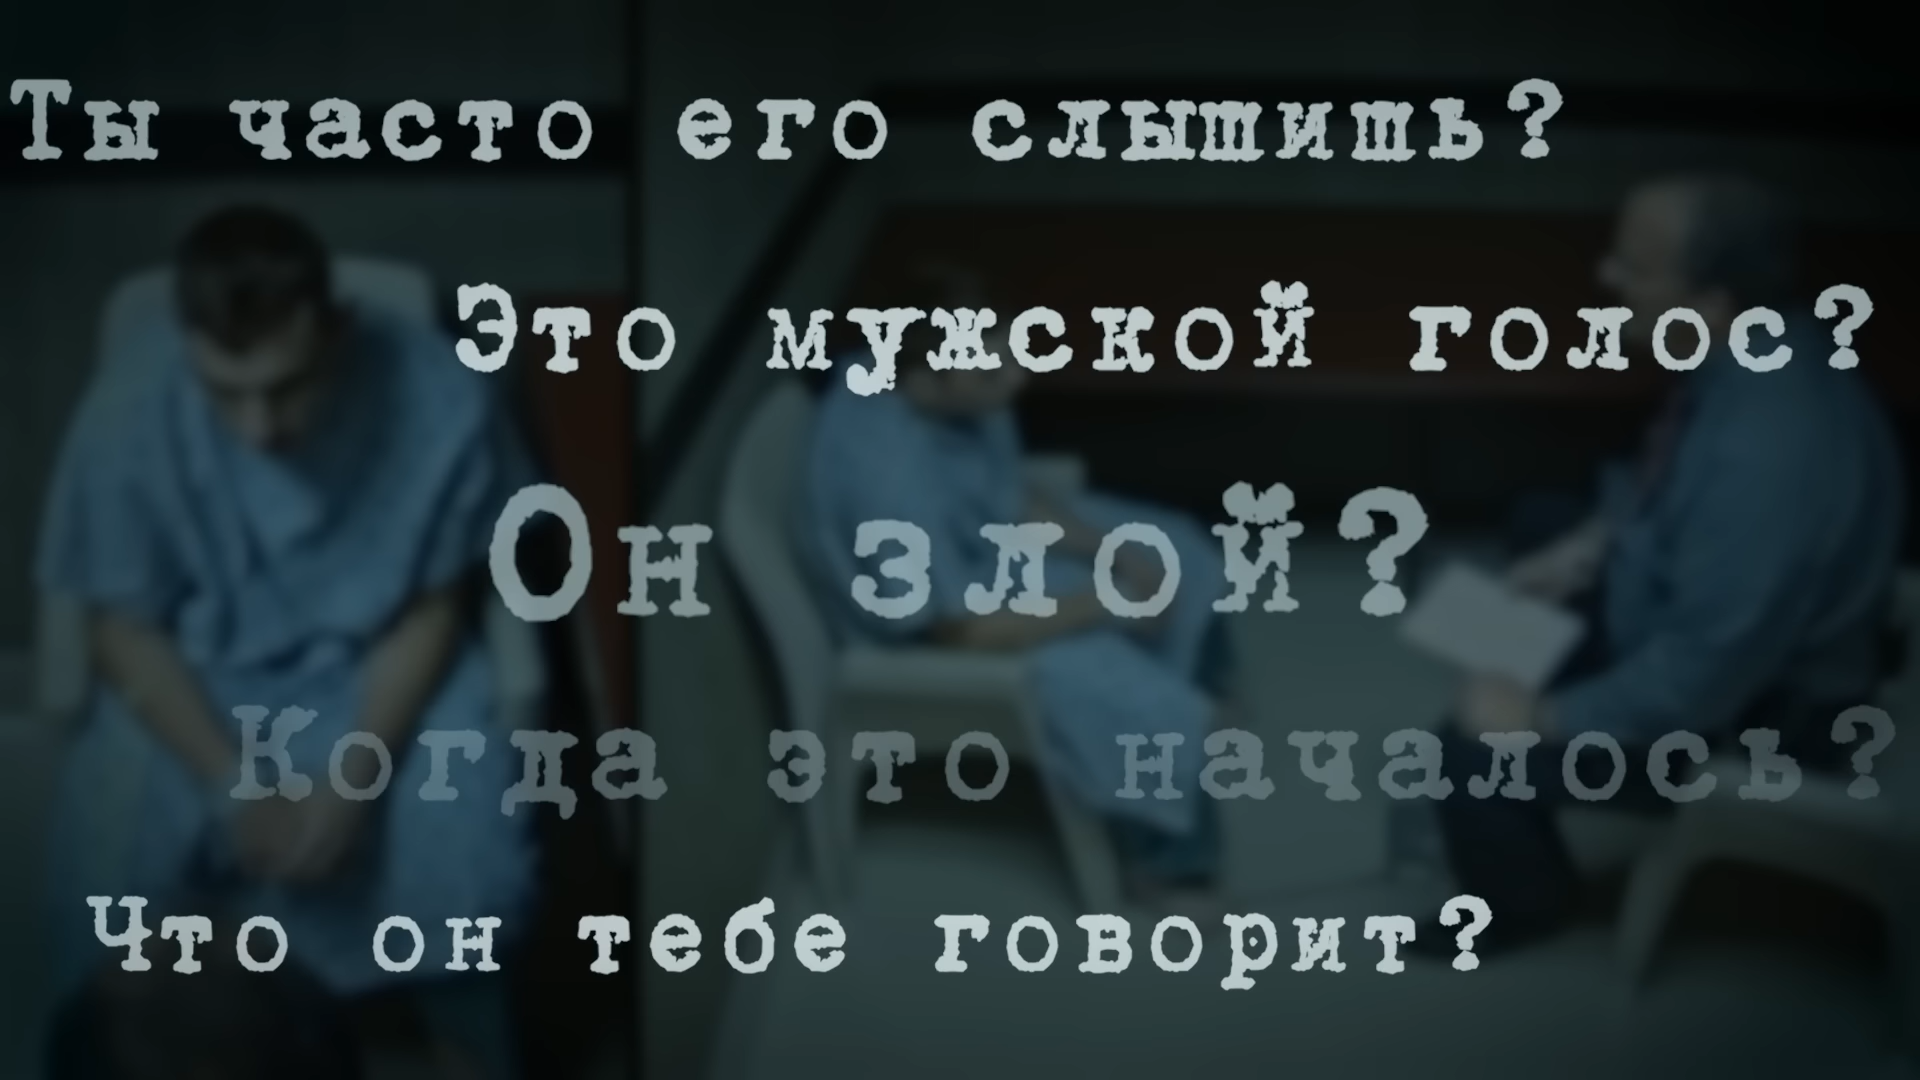 Ты часто его слышишь?
Это мужской голос?
Он злой?
Когда это началось?
Что он тебе говорит?